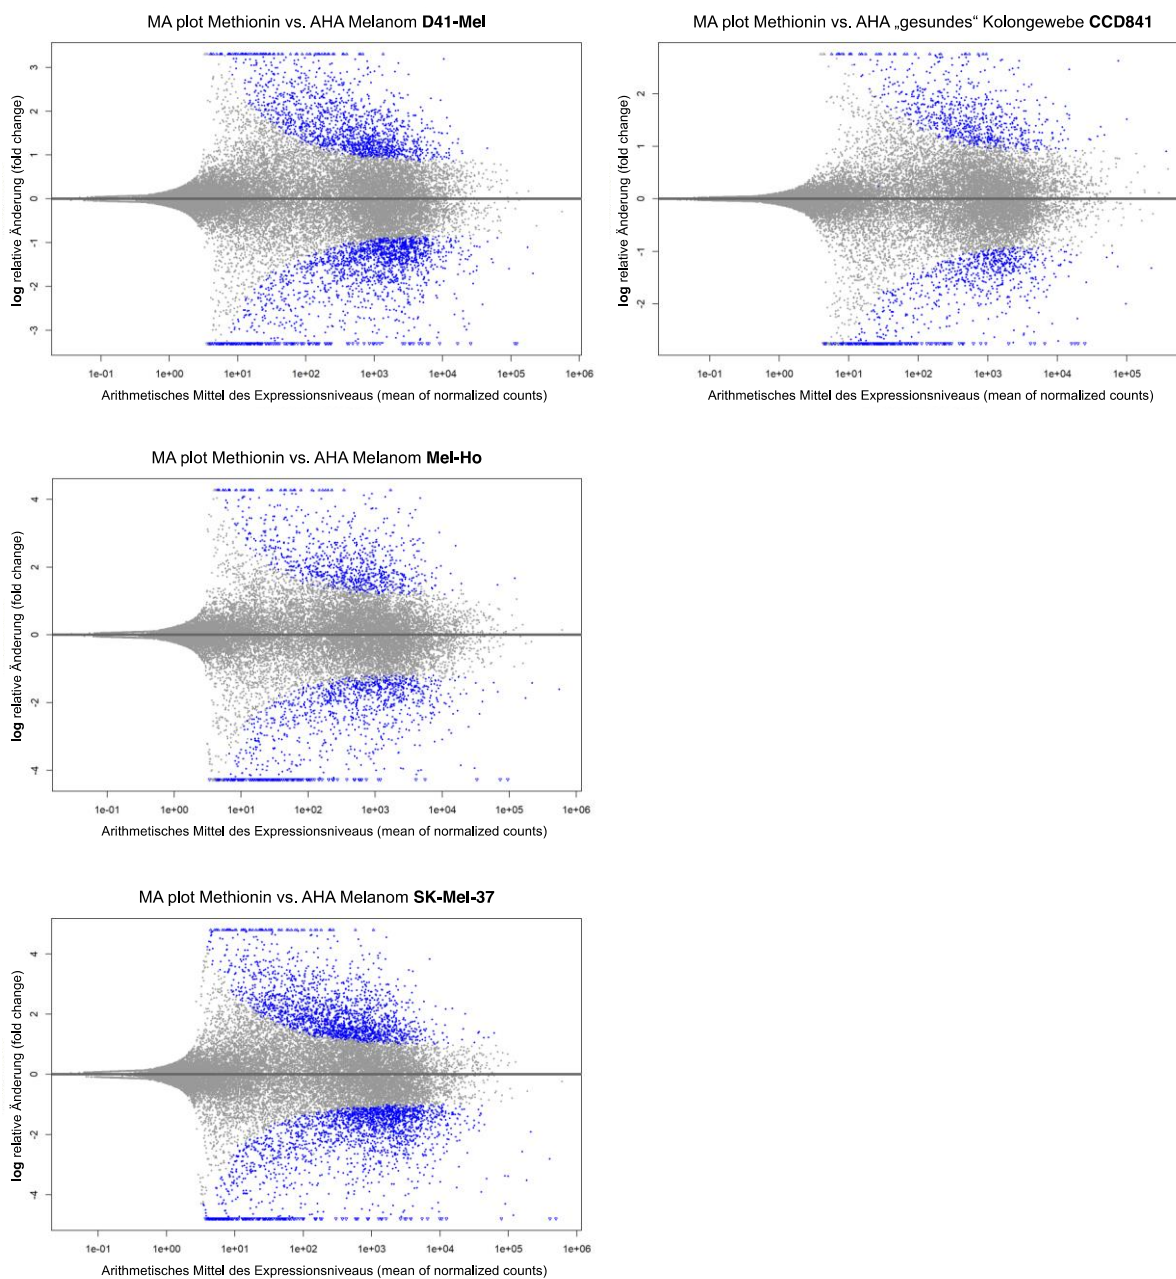 MA plot Methionin vs. AHA Melanom D41-Mel
log relative Änderung (fold change)
3
2
1
0
-1
-2
-3
1e-01 1e+00 1e+01 1e+02 1e+03 1e+04 1e+05 1e+06
Arithmetisches Mittel des Expressionsniveaus (mean of normalized counts)
MA plot Methionin vs. AHA „gesundes“ Kolongewebe CCD841
log relative Änderung (fold change)
2
1
0
-1
-2
1e-01 1e+00 1e+01 1e+02 1e+03 1e+04 1e+05
Arithmetisches Mittel des Expressionsniveaus (mean of normalized counts)
MA plot Methionin vs. AHA Melanom Mel-Ho
log relative Änderung (fold change)
4
2
0
-2
-4
1e-01 1e+00 1e+01 1e+02 1e+03 1e+04 1e+05 1e+06
Arithmetisches Mittel des Expressionsniveaus (mean of normalized counts)
MA plot Methionin vs. AHA Melanom SK-Mel-37
log relative Änderung (fold change)
4
2
0
-2
-4
1e-01 1e+00 1e+01 1e+02 1e+03 1e+04 1e+05 1e+06
Arithmetisches Mittel des Expressionsniveaus (mean of normalized counts)